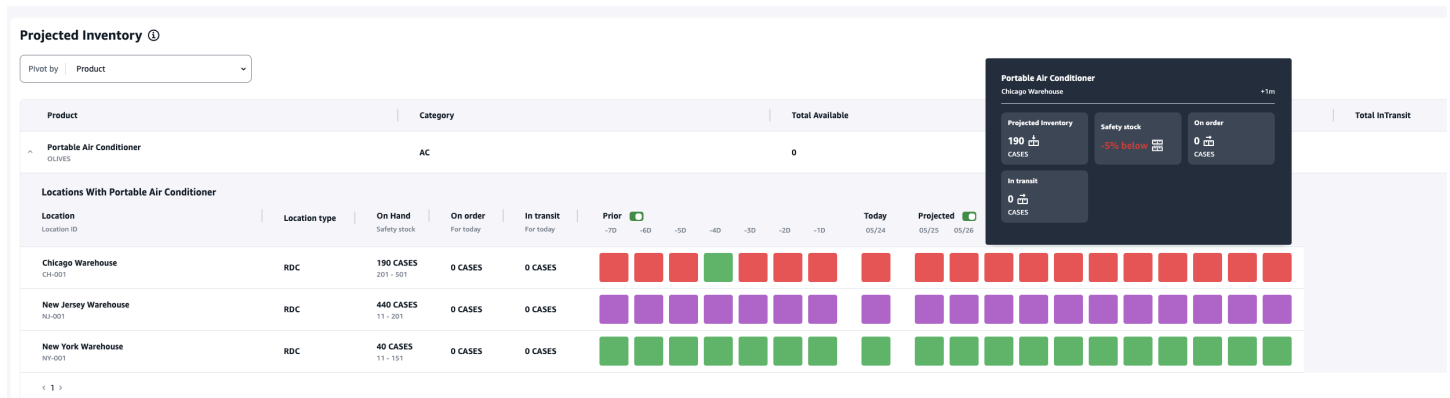 Projected Inventory
Pivot by Product
Product Category Total Available Total InTransit
Portable Air Conditioner AC 0
OLIVES
Locations With Portable Air Conditioner
Location Location type On Hand On order In transit Prior Today Projected
Location ID Safety stock For today For today -7D -6D -5D -4D -3D -2D -1D 05/24 05/25 05/26
Chicago Warehouse RDC 190 CASES 0 CASES 0 CASES
CH-001 201 - 501
New Jersey Warehouse RDC 440 CASES 0 CASES 0 CASES
NJ-001 11 - 201
New York Warehouse RDC 40 CASES 0 CASES 0 CASES
NY-001 11 - 151
< 1 >
Portable Air Conditioner
Chicago Warehouse +1m
Projected Inventory
190
CASES
Safety stock
-5% below
On order
0
CASES
In transit
0
CASES